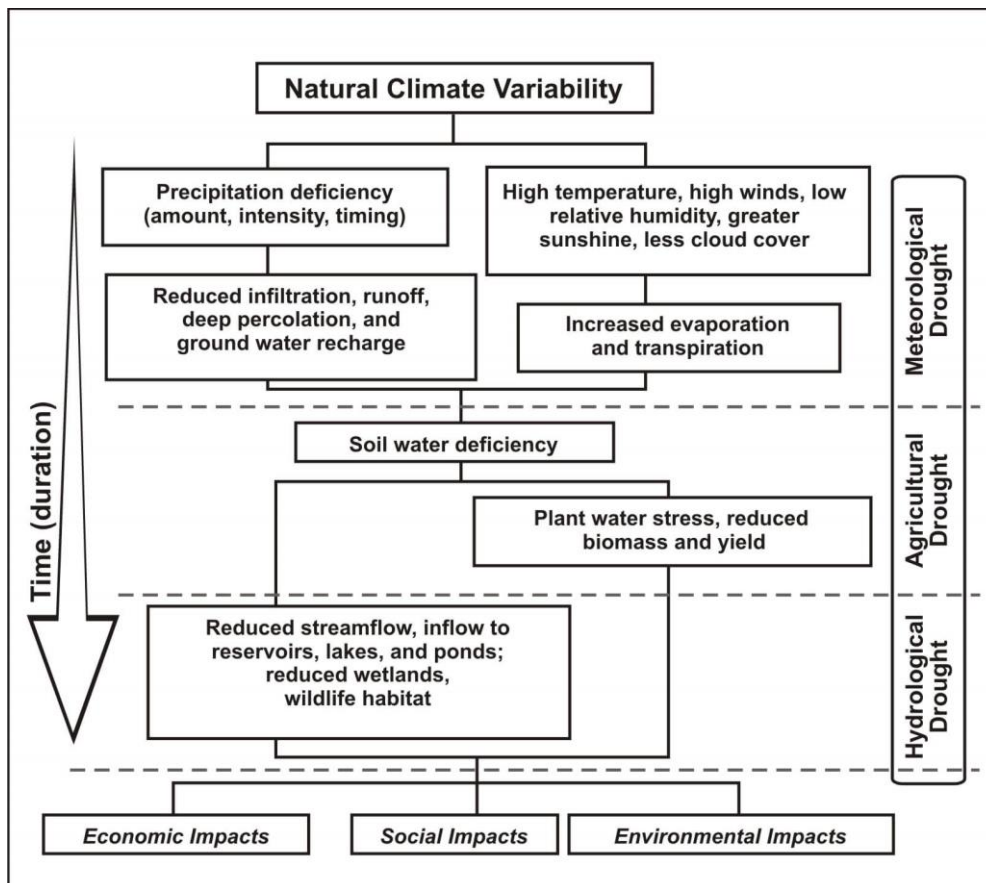 Natural Climate Variability
Precipitation deficiency
(amount, intensity, timing)
High temperature, high winds, low
relative humidity, greater
sunshine, less cloud cover
Reduced infiltration, runoff,
deep percolation, and
ground water recharge
Increased evaporation
and transpiration
Soil water deficiency
Plant water stress, reduced
biomass and yield
Reduced streamflow, inflow to
reservoirs, lakes, and ponds;
reduced wetlands,
wildlife habitat
Economic Impacts
Social Impacts
Environmental Impacts
Time (duration)
Meteorological
Drought
Agricultural
Drought
Hydrological
Drought